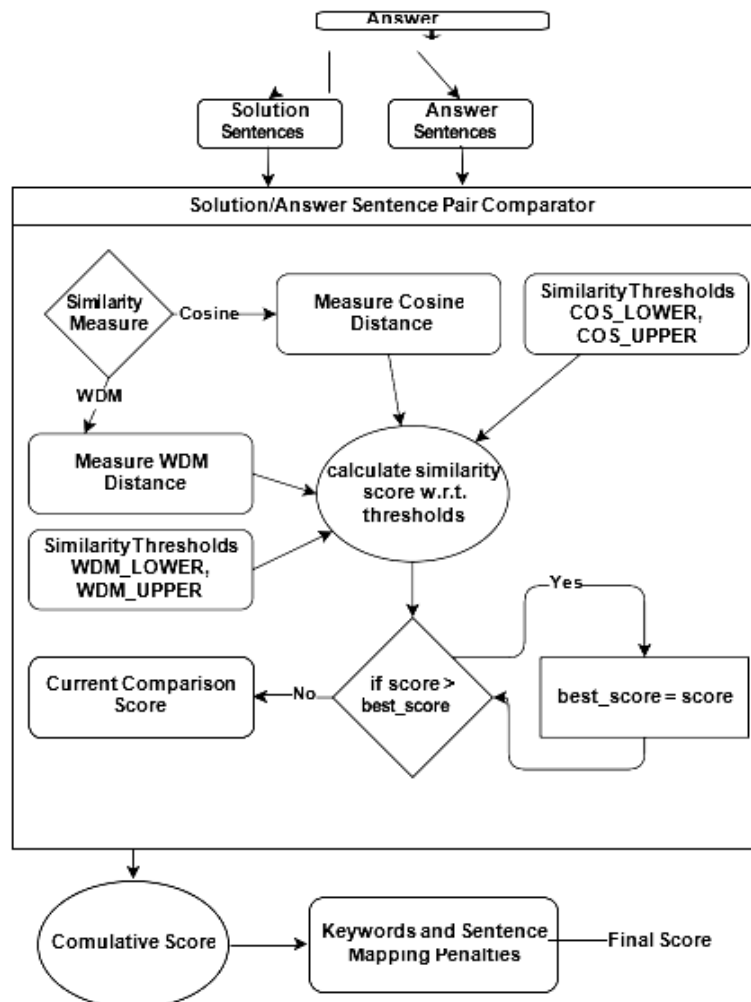 Answer
Solution
Sentences
Answer
Sentences
Solution/Answer Sentence Pair Comparator
Similarity
Measure
Cosine
Measure Cosine
Distance
Similarity Thresholds
COS_LOWER,
COS_UPPER
WDM
Measure WDM
Distance
calculate similarity
score w.r.t.
thresholds
Similarity Thresholds
WDM_LOWER,
WDM_UPPER
Yes
Current Comparison
Score
No
if score >
best_score
best_score = score
Comulative Score
Keywords and Sentence
Mapping Penalties
Final Score